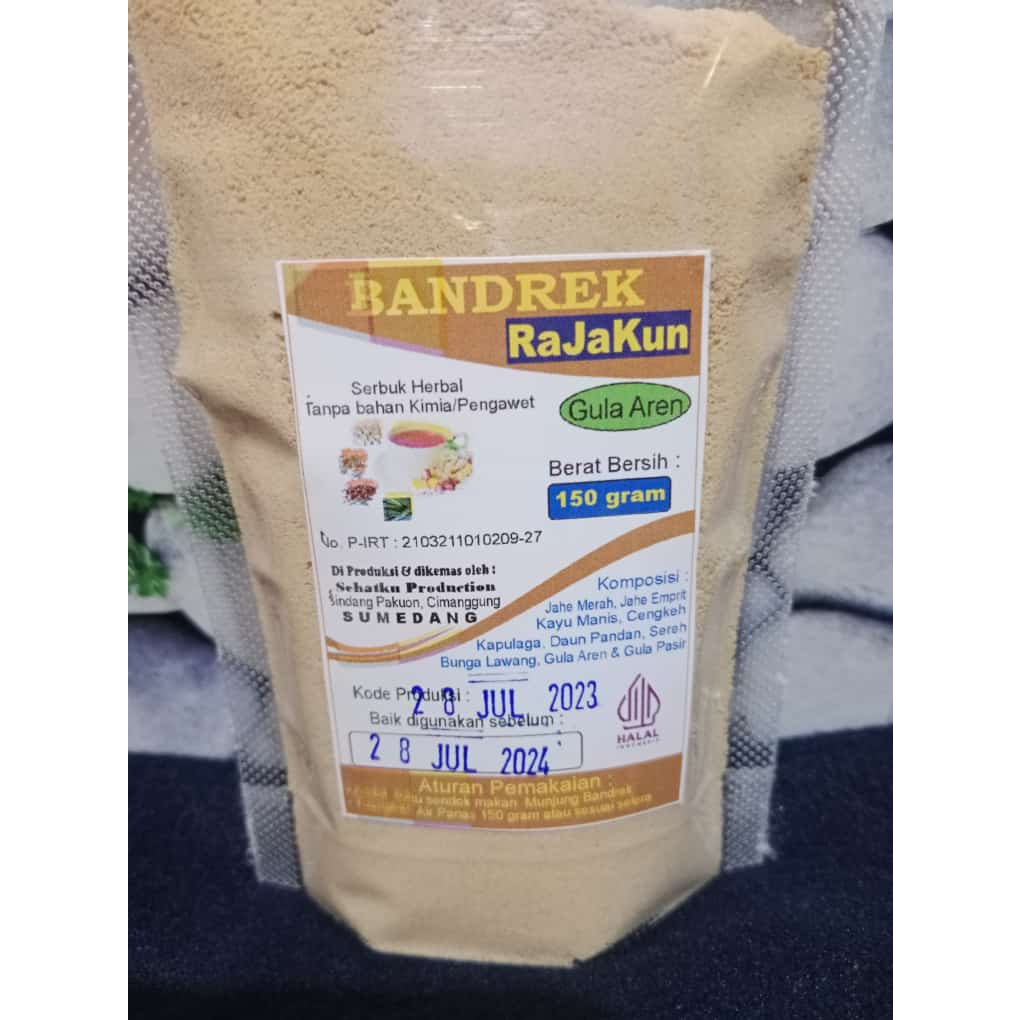 BANDREK
RaJaKun
Serbuk Herbal
Tanpa bahan Kimia/Pengawet
Gula Aren
Berat Bersih :
150 gram
No. P-IRT : 2103211010209-27
Di Produksi & dikemas oleh :
Sehatku Production
Sindang Pakuon, Cimanggung
SUMEDANG
Komposisi :
Jahe Merah, Jahe Emprit
Kayu Manis, Cengkeh
Kapulaga, Daun Pandan, Sereh
Bunga Lawang, Gula Aren & Gula Pasir
Kode Produksi : 28 JUL 2023
Baik digunakan sebelum :
28 JUL 2024
HALAL
INDONESIA
Aturan Pemakaian :
sendok makan Munjung Bandrek
Air Panas 150 gram atau sesuai selera